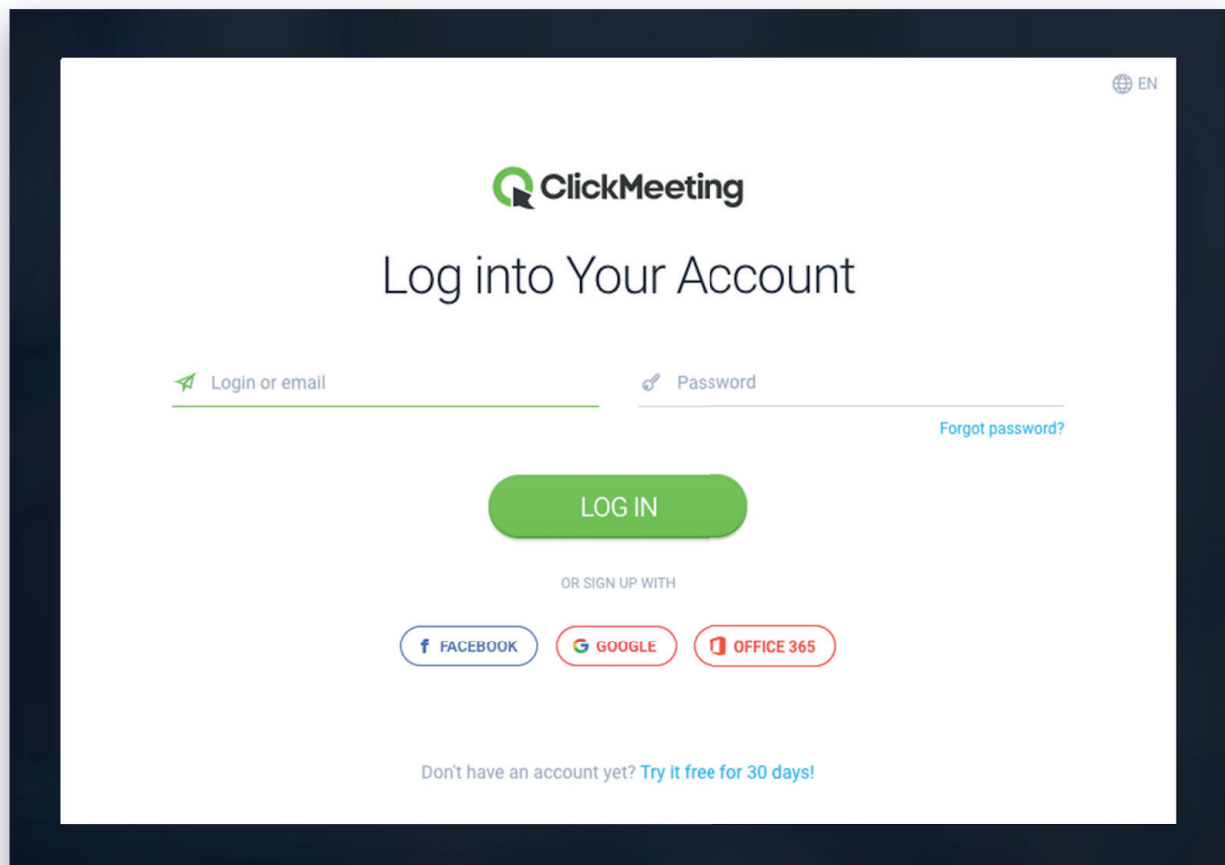 EN
ClickMeeting
Log into Your Account
Login or email
Password
Forgot password?
LOG IN
OR SIGN UP WITH
FACEBOOK
GOOGLE
OFFICE 365
Don't have an account yet? Try it free for 30 days!